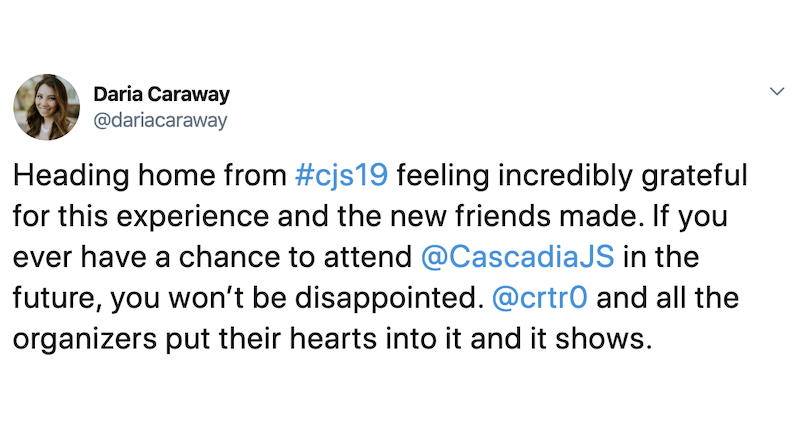 Daria Caraway
@dariacaraway
Heading home from #cjs19 feeling incredibly grateful
for this experience and the new friends made. If you
ever have a chance to attend @CascadiaJS in the
future, you won’t be disappointed. @crtr0 and all the
organizers put their hearts into it and it shows.